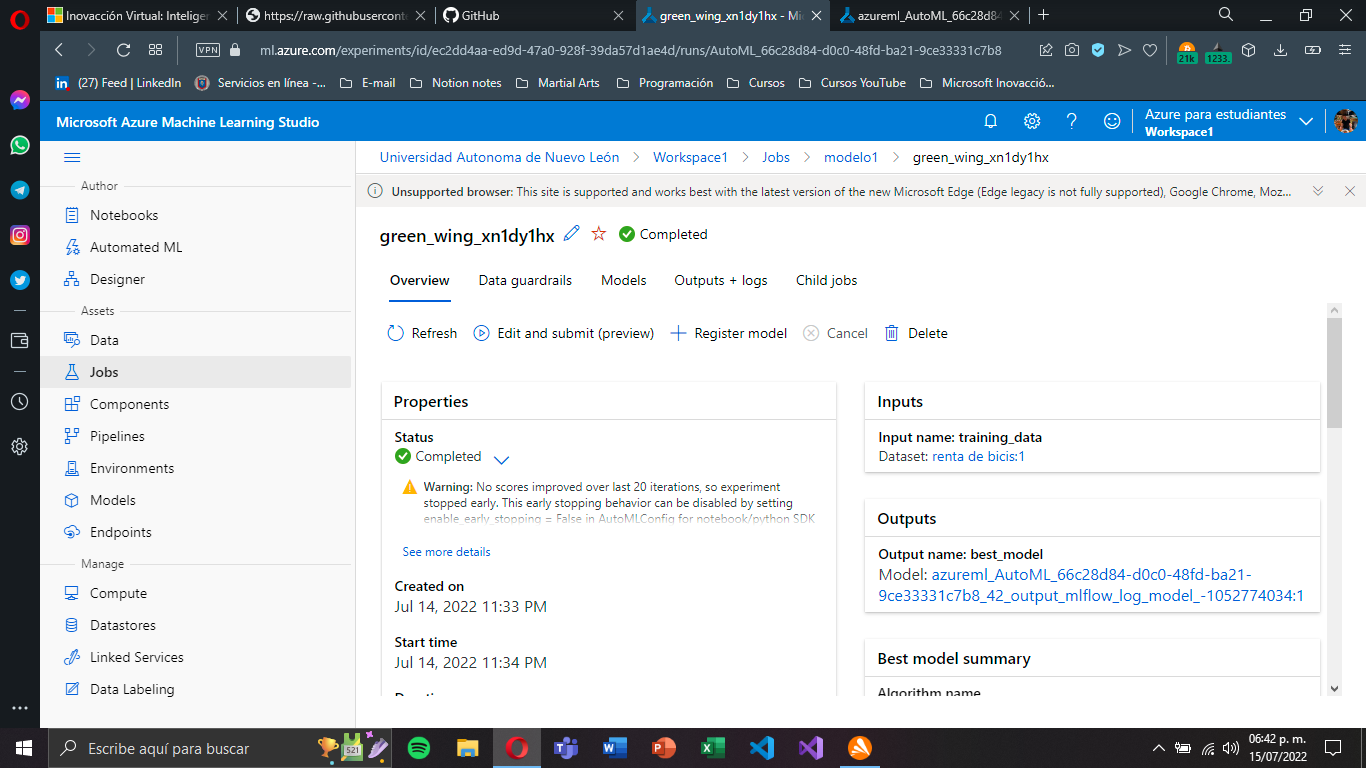 Inovacción Virtual: Intelige
https://raw.githubuserconte
GitHub
green_wing_xn1dy1hx - Mi
azureml_AutoML_66c28d84
VPN
ml.azure.com/experiments/id/ec2dd4aa-ed9d-47a0-928f-39da57d1ae4d/runs/AutoML_66c28d84-d0c0-48fd-ba21-9ce33331c7b8
21k
1233.
(27) Feed | LinkedIn
Servicios en línea -...
E-mail
Notion notes
Martial Arts
Programación
Cursos
Cursos YouTube
Microsoft Inovacció...
Microsoft Azure Machine Learning Studio
Azure para estudiantes
Workspace1
Author
Notebooks
Automated ML
Designer
Assets
Data
Jobs
Components
Pipelines
Environments
Models
Endpoints
Manage
Compute
Datastores
Linked Services
Data Labeling
Universidad Autonoma de Nuevo León > Workspace1 > Jobs > modelo1 > green_wing_xn1dy1hx
Unsupported browser: This site is supported and works best with the latest version of the new Microsoft Edge (Edge legacy is not fully supported), Google Chrome, Moz...
green_wing_xn1dy1hx
Completed
Overview
Data guardrails
Models
Outputs + logs
Child jobs
Refresh
Edit and submit (preview)
Register model
Cancel
Delete
Properties
Status
Completed
Warning: No scores improved over last 20 iterations, so experiment
stopped early. This early stopping behavior can be disabled by setting
enable_early_stopping = False in AutoMLConfig for notebook/python SDK
See more details
Created on
Jul 14, 2022 11:33 PM
Start time
Jul 14, 2022 11:34 PM
Inputs
Input name: training_data
Dataset: renta de bicis:1
Outputs
Output name: best_model
Model: azureml_AutoML_66c28d84-d0c0-48fd-ba21-
9ce33331c7b8_42_output_mlflow_log_model_-1052774034:1
Best model summary
Algorithm name
Escribe aquí para buscar
521
06:42 p. m.
15/07/2022